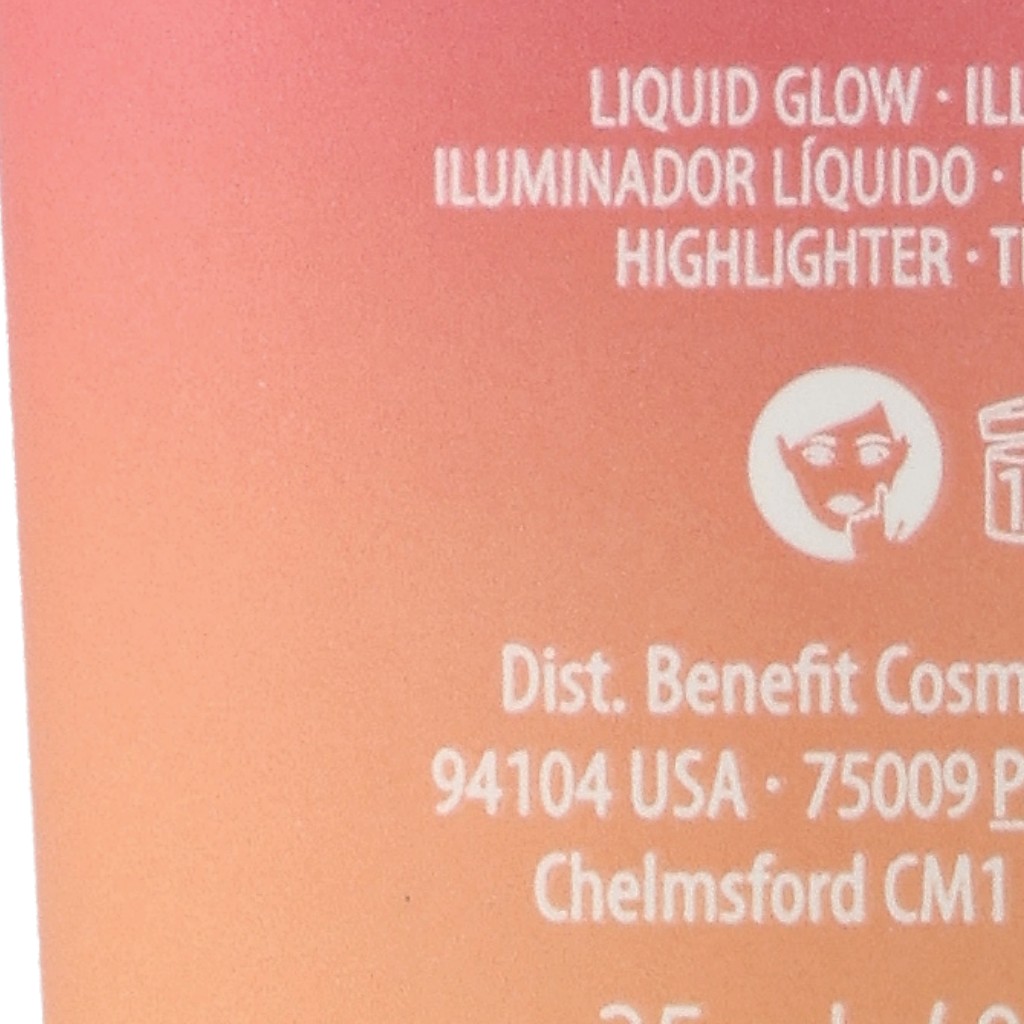 LIQUID GLOW · ILL
ILUMINADOR LÍQUIDO ·
HIGHLIGHTER ·
Dist. Benefit Cosm
94104 USA · 75009 P
Chelmsford CM1